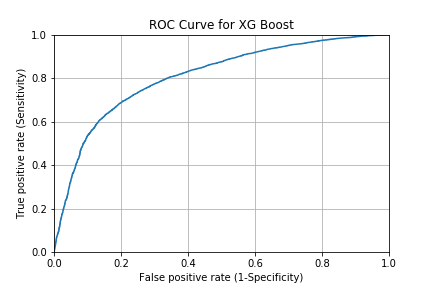 ROC Curve for XG Boost
True positive rate (Sensitivity)
1.0
0.8
0.6
0.4
0.2
0.0
0.0 0.2 0.4 0.6 0.8 1.0
False positive rate (1-Specificity)